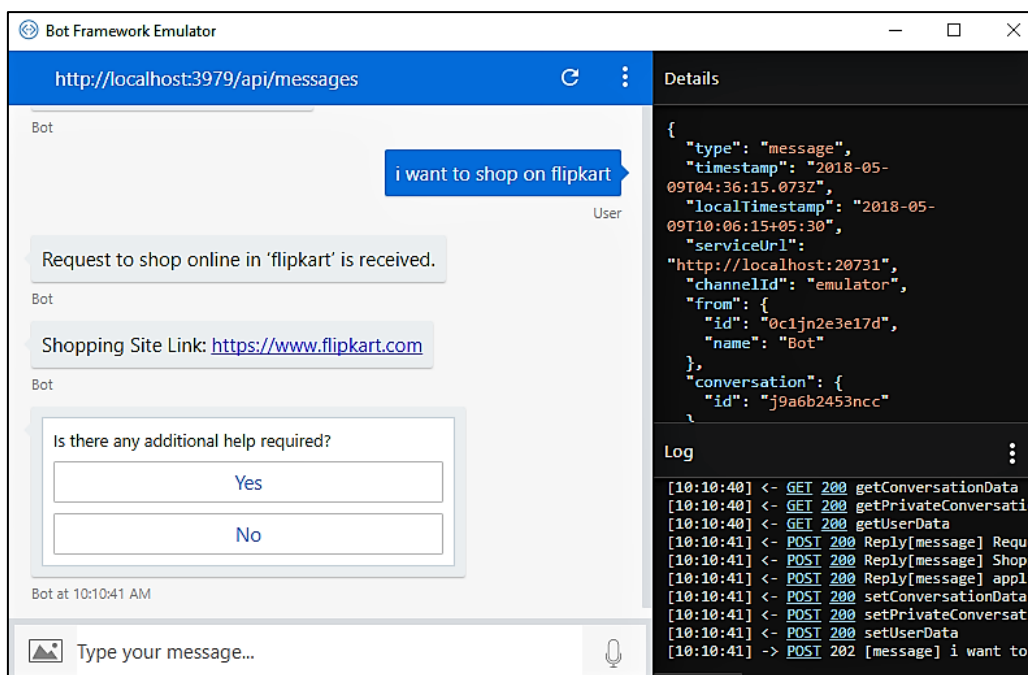 Bot Framework Emulator
http://localhost:3979/api/messages
Bot
i want to shop on flipkart
User
Request to shop online in ‘flipkart’ is received.
Bot
Shopping Site Link: https://www.flipkart.com
Bot
Is there any additional help required?
Yes
No
Bot at 10:10:41 AM
Type your message...
Details
{
"type": "message",
"timestamp": "2018-05-
09T04:36:15.073Z",
"localTimestamp": "2018-05-
09T10:06:15+05:30",
"serviceUrl":
"http://localhost:20731",
"channelId": "emulator",
"from": {
"id": "0c1jn2e3e17d",
"name": "Bot"
},
"conversation": {
"id": "j9a6b2453ncc"
}
Log
[10:10:40] <- GET 200 getConversationData
[10:10:40] <- GET 200 getPrivateConversati
[10:10:40] <- GET 200 getUserData
[10:10:41] <- POST 200 Reply[message] Requ
[10:10:41] <- POST 200 Reply[message] Shop
[10:10:41] <- POST 200 Reply[message] appl
[10:10:41] <- POST 200 setConversationData
[10:10:41] <- POST 200 setPrivateConversat
[10:10:41] <- POST 200 setUserData
[10:10:41] -> POST 202 [message] i want to